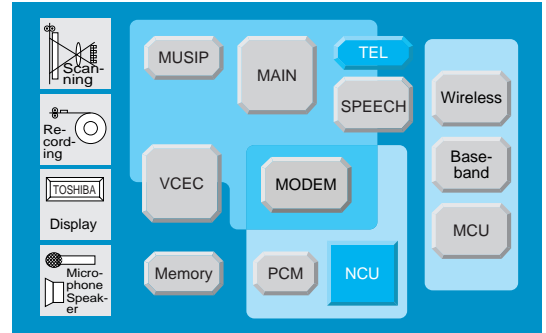 Scan-
ning
Re-
cord-
ing
TOSHIBA
Display
Micro-
phone
Speak-
er
MUSIP
MAIN
TEL
SPEECH
VCEC
MODEM
Memory
PCM
NCU
Wireless
Base-
band
MCU